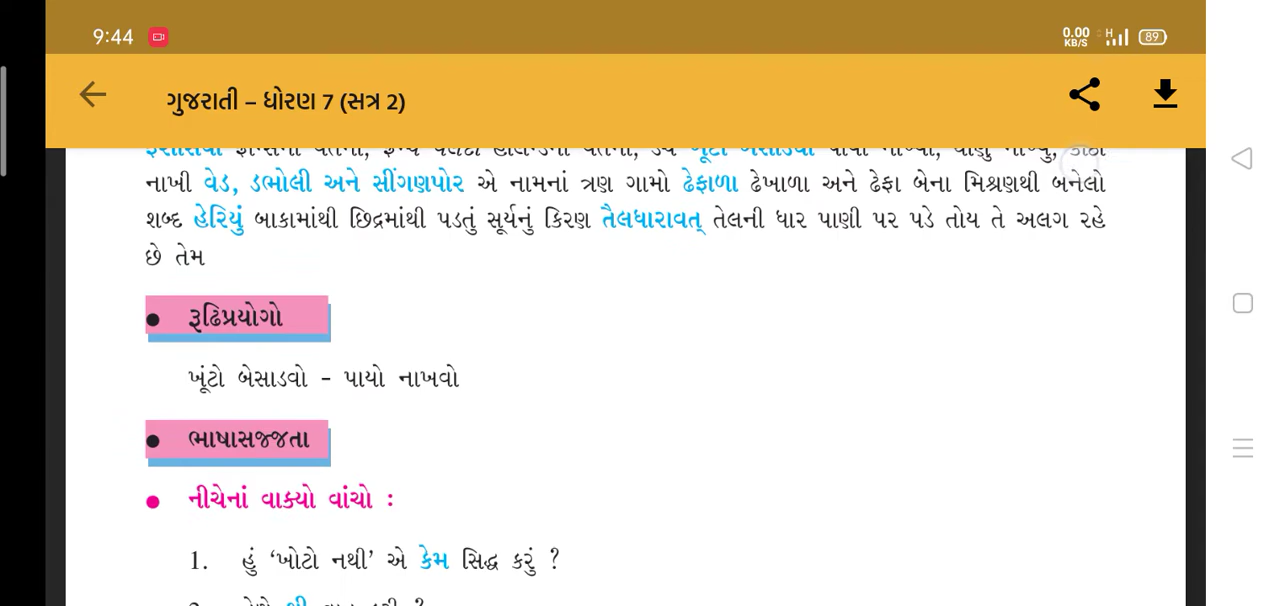 9:44
0.00 KB/S H 89
ગુજરાતી – ધોરણ 7 (સત્ર 2)
નાખી વેડ, ડભોલી અને સીંગણપોર એ નામનાં ત્રણ ગામો ઢેફાળા ઢેખાળા અને ઢેફા બેના મિશ્રણથી બનેલો
શબ્દ હેરિયું બાકામાંથી છિદ્રમાંથી પડતું સૂર્યનું કિરણ તૈલધારાવત્ તેલની ધાર પાણી પર પડે તોય તે અલગ રહે
છે તેમ
• રૂઢિપ્રયોગો
ખૂંટો બેસાડવો - પાયો નાખવો
• ભાષાસજ્જતા
• નીચેનાં વાક્યો વાંચો :
1. હું ‘ખોટો નથી’ એ કેમ સિદ્ધ કરું ?